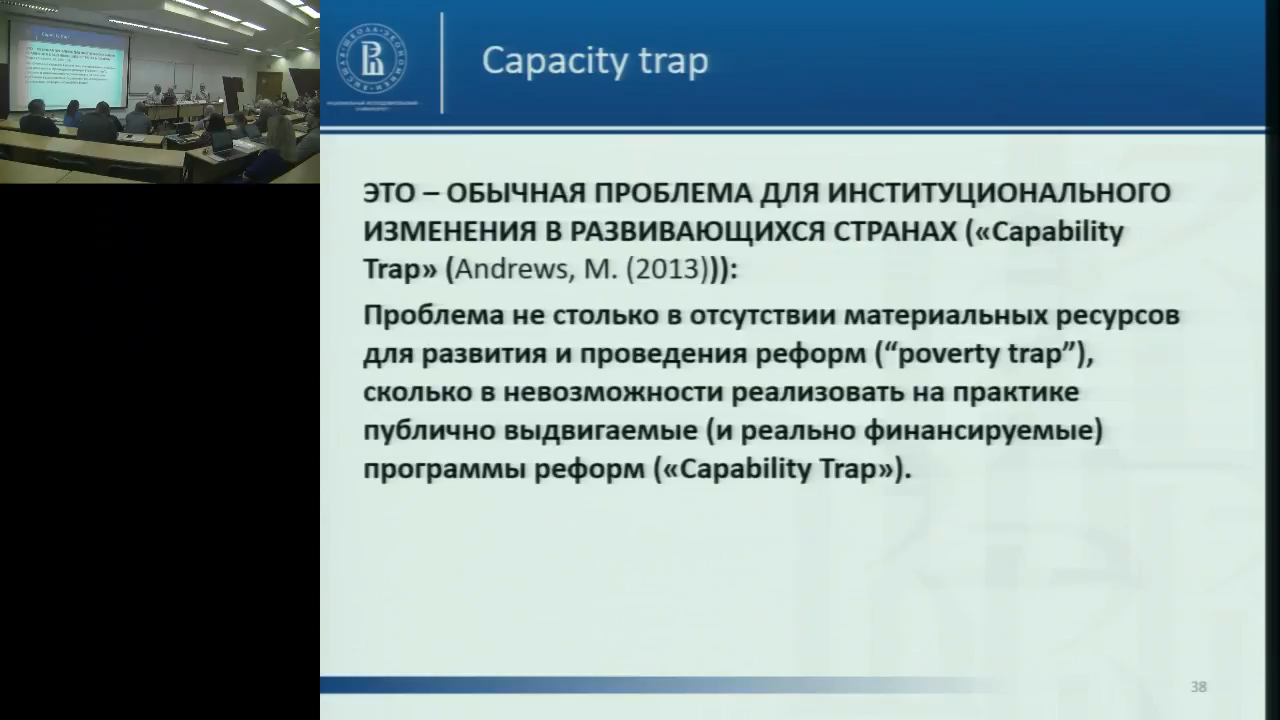 Capacity trap
ЭТО – ОБЫЧНАЯ ПРОБЛЕМА ДЛЯ ИНСТИТУЦИОНАЛЬНОГО
ИЗМЕНЕНИЯ В РАЗВИВАЮЩИХСЯ СТРАНАХ («Capability
Trap» (Andrews, M. (2013))):
Проблема не столько в отсутствии материальных ресурсов
для развития и проведения реформ (“poverty trap”),
сколько в невозможности реализовать на практике
публично выдвигаемые (и реально финансируемые)
программы реформ («Capability Trap»).
38